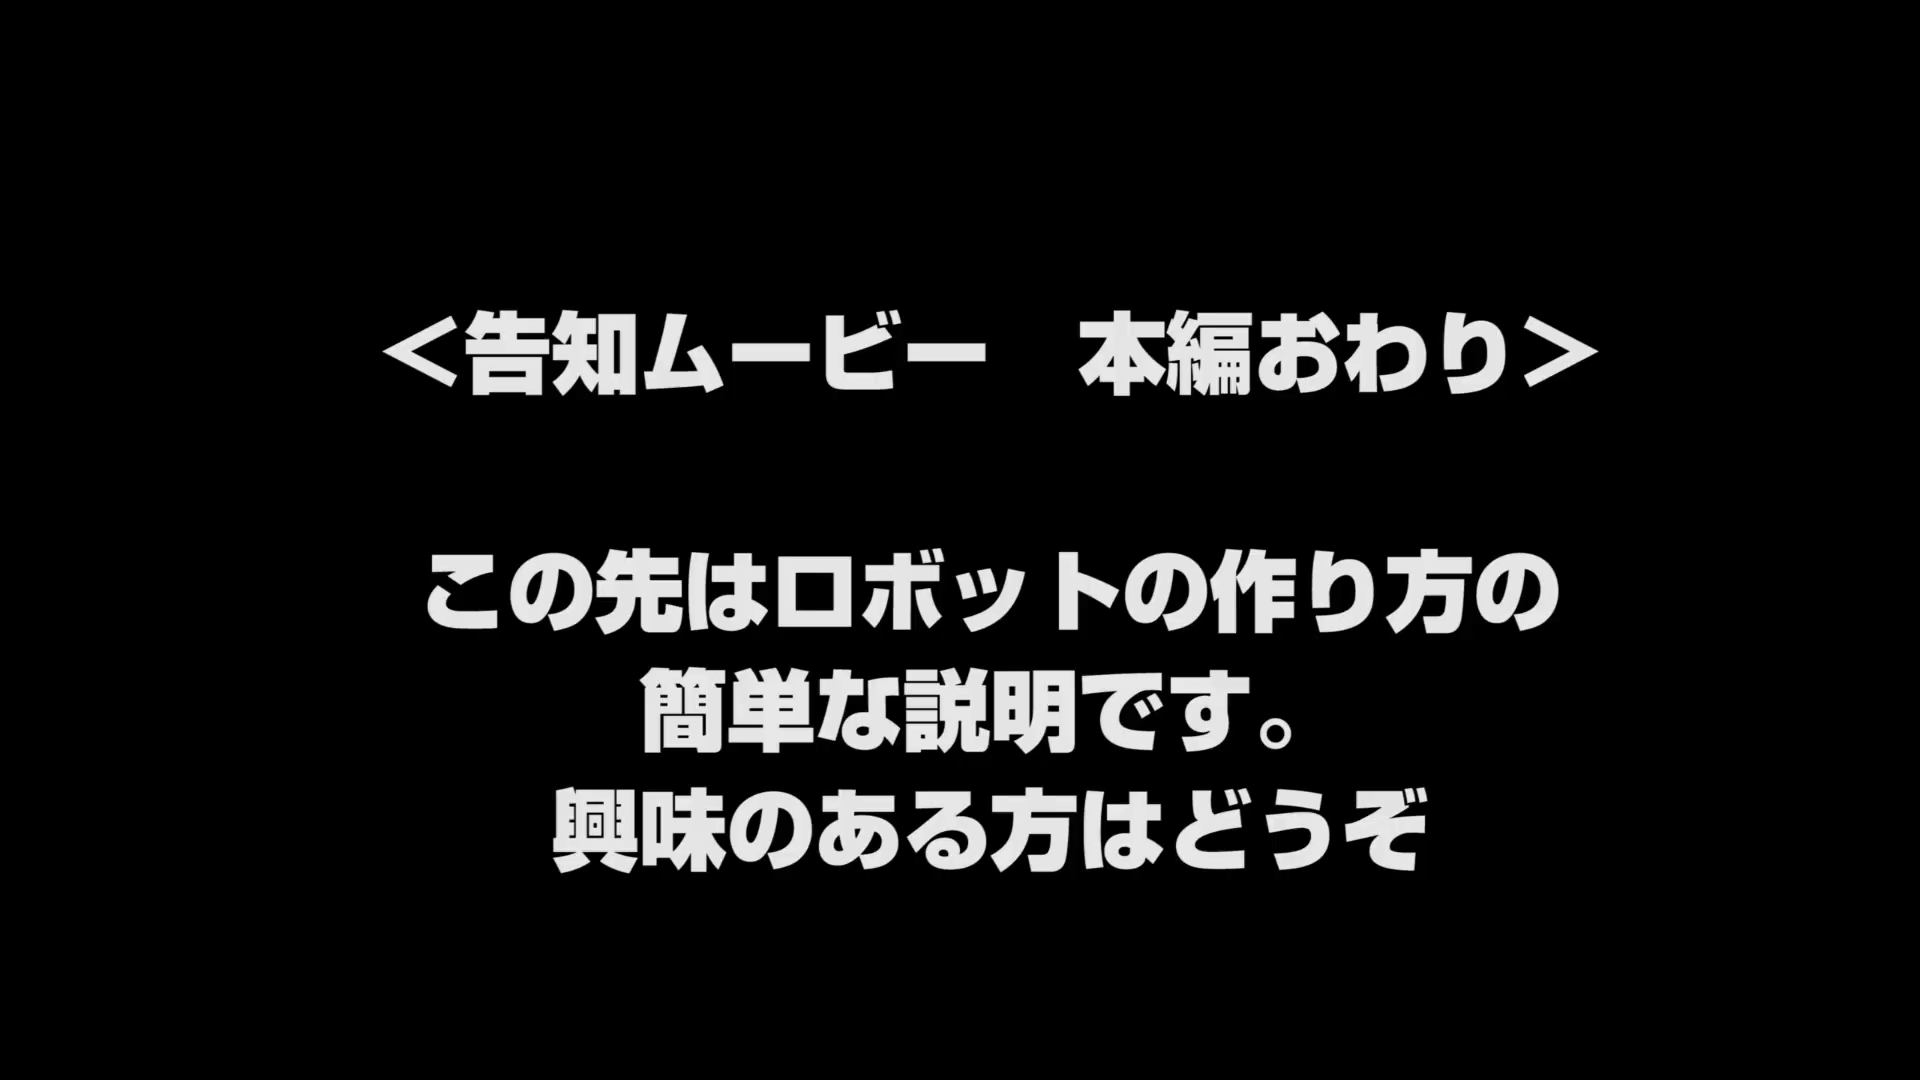 ＜告知ムービー　本編おわり＞
この先はロボットの作り方の
簡単な説明です。
興味のある方はどうぞ